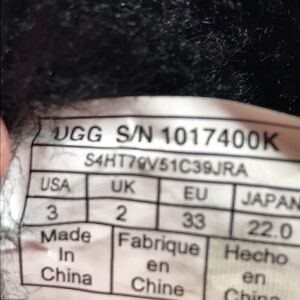 UGG S/N 1017400K
S4HT79V51C39JRA
USA UK EU JAPAN
3 2 33 22.0
Made Fabrique Hecho
In en en
China Chine China